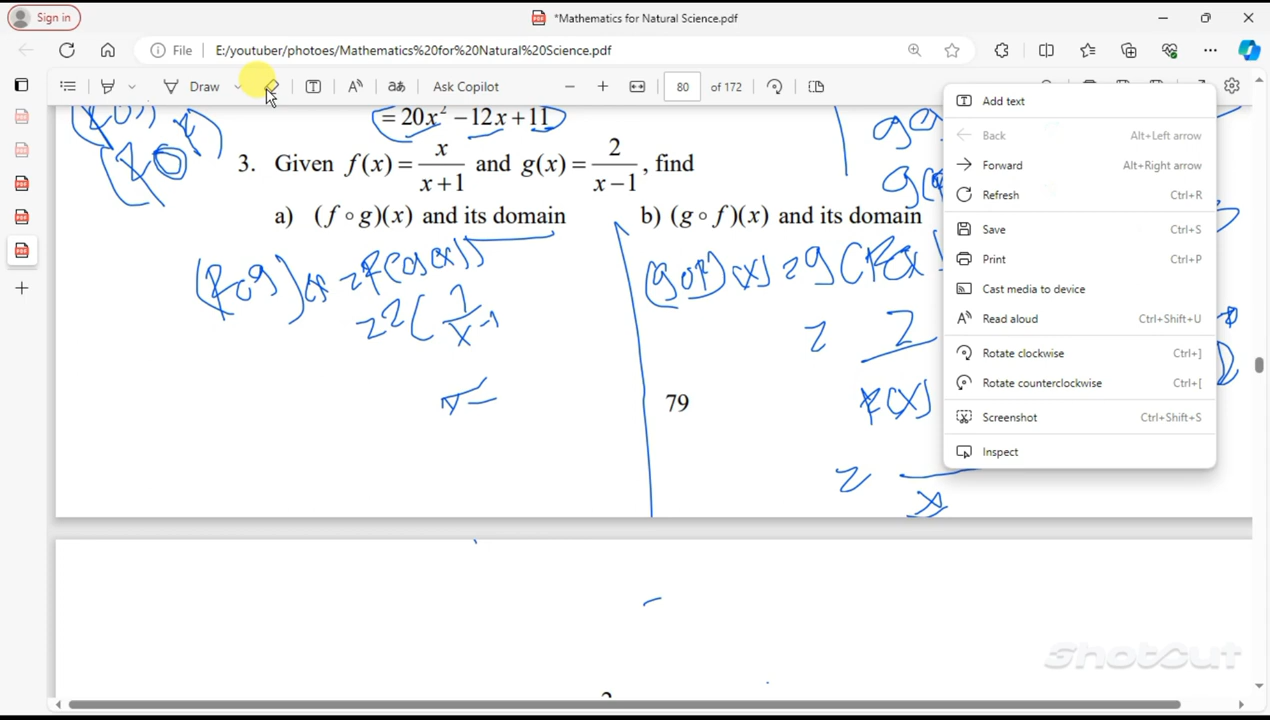 Sign in
*Mathematics for Natural Science.pdf
File E:/youtuber/photoes/Mathematics%20for%20Natural%20Science.pdf
Draw aあ Ask Copilot 80 of 172
= 20x² −12x+11
3. Given f(x) = x/(x+1) and g(x) = 2/(x−1), find
a) (f ∘ g)(x) and its domain b) (g ∘ f)(x) and its domain
79
Add text
Back Alt+Left arrow
Forward Alt+Right arrow
Refresh Ctrl+R
Save Ctrl+S
Print Ctrl+P
Cast media to device
Read aloud Ctrl+Shift+U
Rotate clockwise Ctrl+]
Rotate counterclockwise Ctrl+[
Screenshot Ctrl+Shift+S
Inspect
SHOTCUT